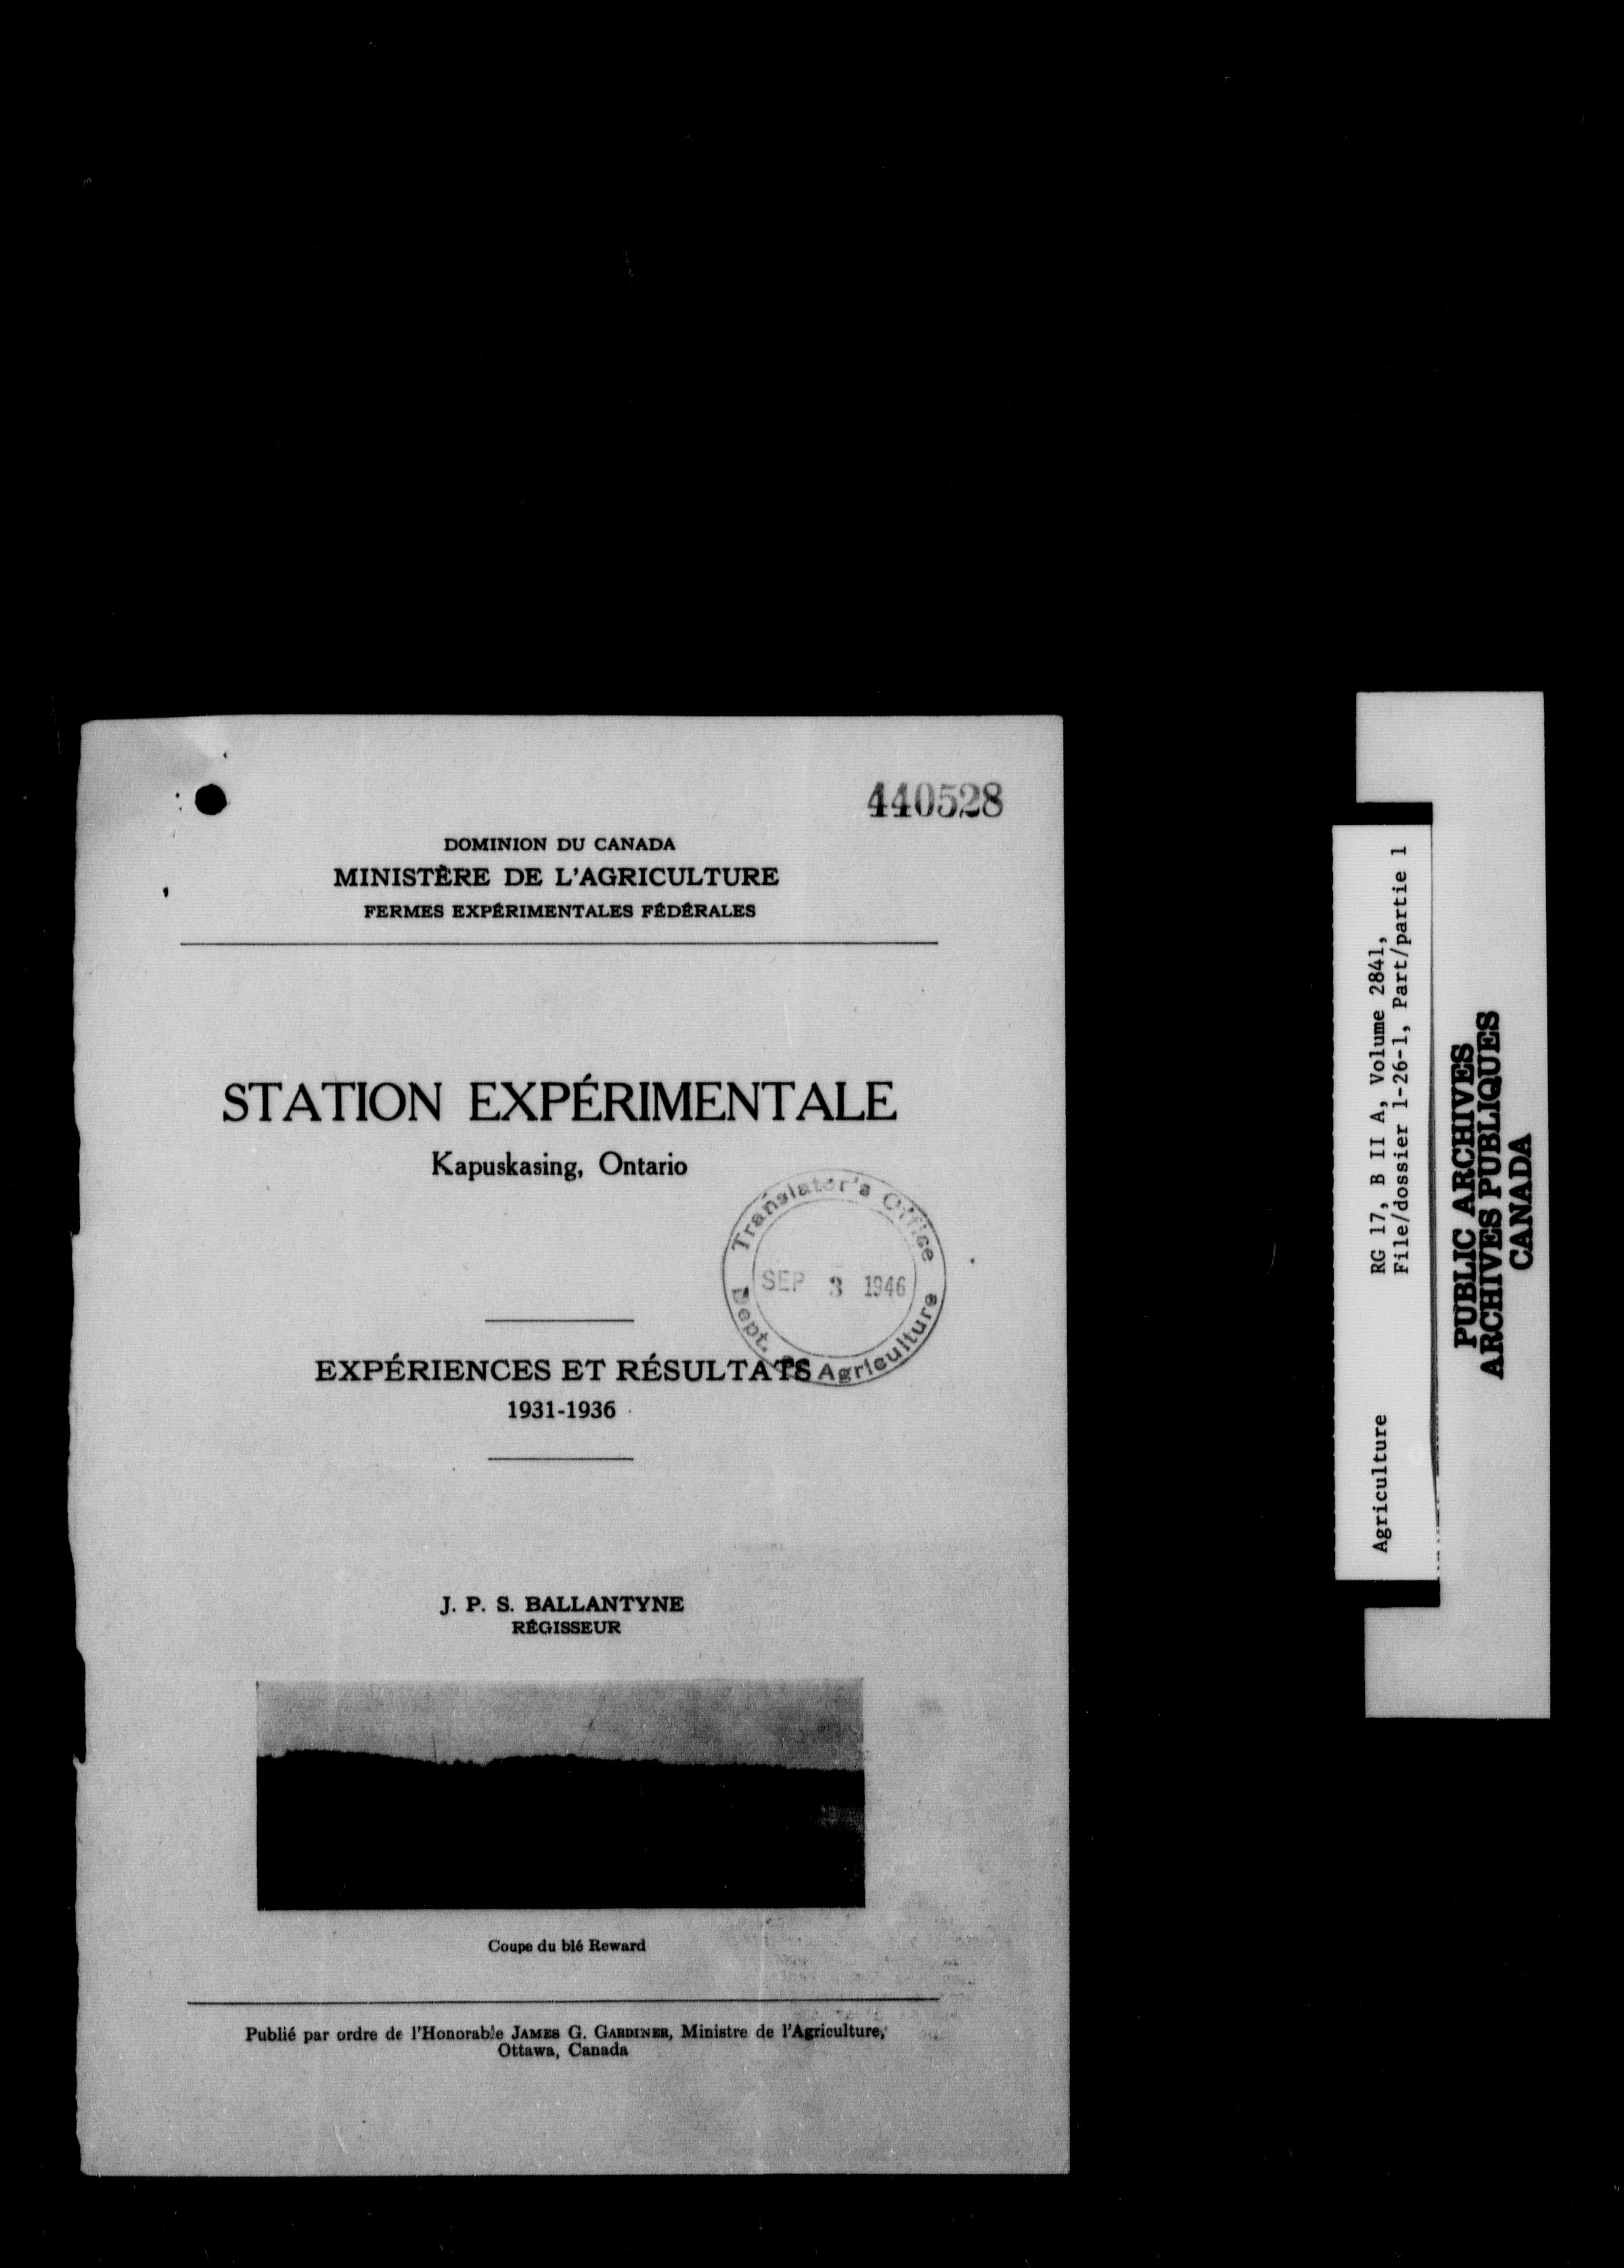 440528
DOMINION DU CANADA
MINISTÈRE DE L'AGRICULTURE
FERMES EXPÉRIMENTALES FÉDÉRALES
STATION EXPÉRIMENTALE
Kapuskasing, Ontario
Translator's Office
SEP 3 1946
Dept. of Agriculture
EXPÉRIENCES ET RÉSULTATS
1931-1936
J. P. S. BALLANTYNE
RÉGISSEUR
Coupe du blé Reward
Publié par ordre de l'Honorable JAMES G. GARDINER, Ministre de l'Agriculture,
Ottawa, Canada
Agriculture RG 17, B II A, Volume 2841,
File/dossier 1-26-1, Part/partie 1
PUBLIC ARCHIVES
ARCHIVES PUBLIQUES
CANADA